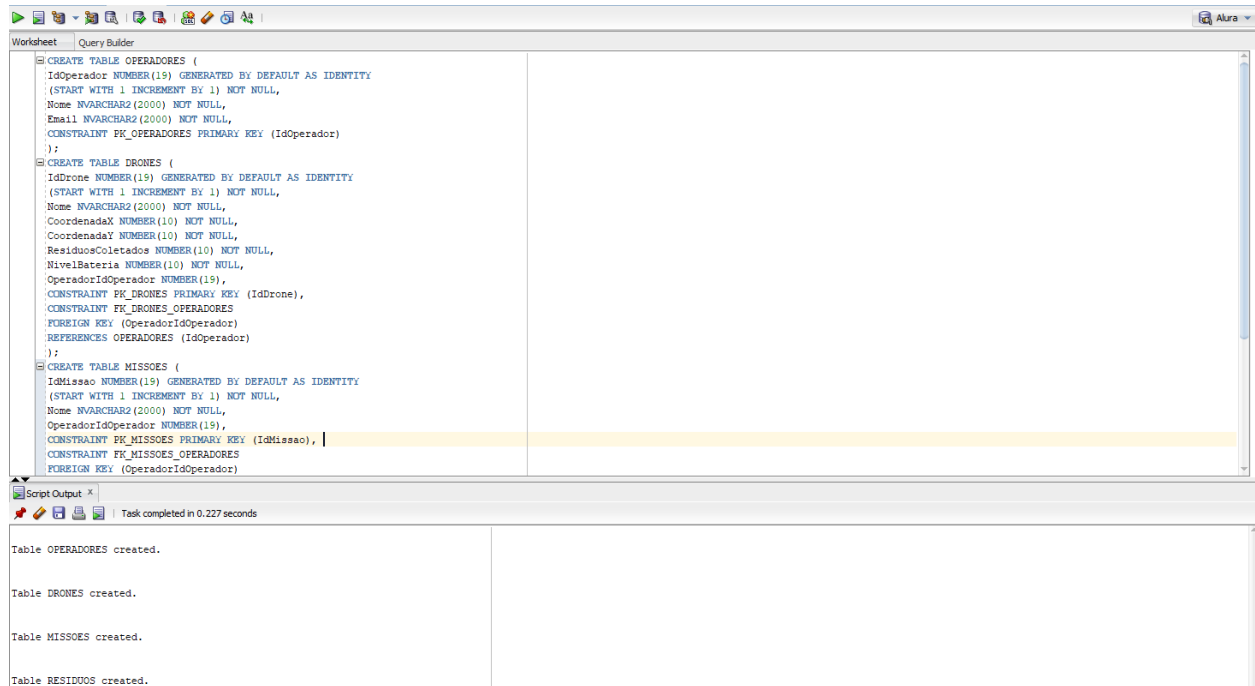 Alura
Worksheet Query Builder
CREATE TABLE OPERADORES (
IdOperador NUMBER(19) GENERATED BY DEFAULT AS IDENTITY
(START WITH 1 INCREMENT BY 1) NOT NULL,
Nome NVARCHAR2(2000) NOT NULL,
Email NVARCHAR2(2000) NOT NULL,
CONSTRAINT PK_OPERADORES PRIMARY KEY (IdOperador)
);
CREATE TABLE DRONES (
IdDrone NUMBER(19) GENERATED BY DEFAULT AS IDENTITY
(START WITH 1 INCREMENT BY 1) NOT NULL,
Nome NVARCHAR2(2000) NOT NULL,
CoordenadaX NUMBER(10) NOT NULL,
CoordenadaY NUMBER(10) NOT NULL,
ResiduosColetados NUMBER(10) NOT NULL,
NivelBateria NUMBER(10) NOT NULL,
OperadorIdOperador NUMBER(19),
CONSTRAINT PK_DRONES PRIMARY KEY (IdDrone),
CONSTRAINT FK_DRONES_OPERADORES
FOREIGN KEY (OperadorIdOperador)
REFERENCES OPERADORES (IdOperador)
);
CREATE TABLE MISSOES (
IdMissao NUMBER(19) GENERATED BY DEFAULT AS IDENTITY
(START WITH 1 INCREMENT BY 1) NOT NULL,
Nome NVARCHAR2(2000) NOT NULL,
OperadorIdOperador NUMBER(19),
CONSTRAINT PK_MISSOES PRIMARY KEY (IdMissao),
CONSTRAINT FK_MISSOES_OPERADORES
FOREIGN KEY (OperadorIdOperador)
Script Output x
Task completed in 0.227 seconds
Table OPERADORES created.
Table DRONES created.
Table MISSOES created.
Table RESIDUOS created.